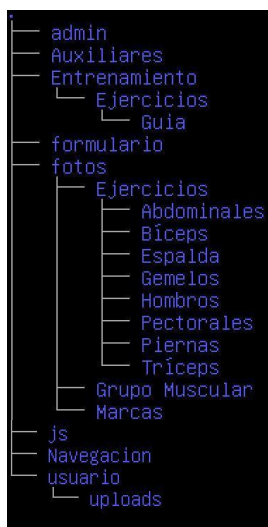 .
admin
Auxiliares
Entrenamiento
Ejercicios
Guia
formulario
fotos
Ejercicios
Abdominales
Bíceps
Espalda
Gemelos
Hombros
Pectorales
Piernas
Tríceps
Grupo Muscular
Marcas
js
Navegacion
usuario
uploads